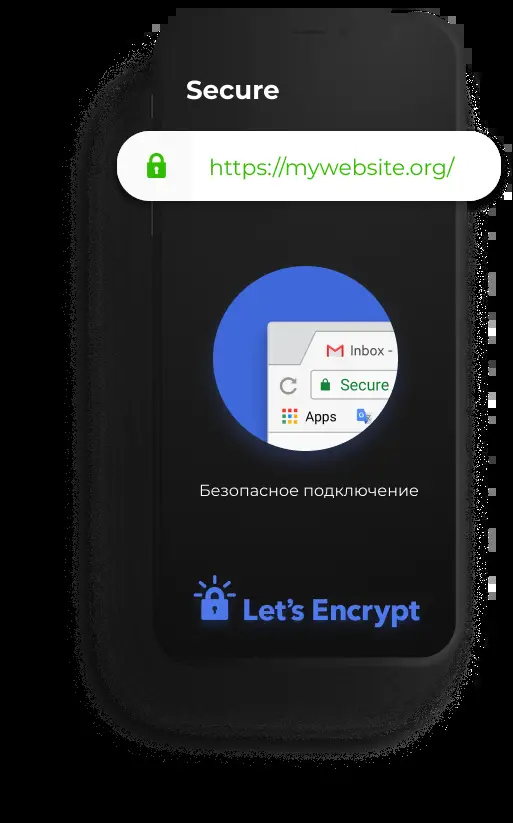 Secure
https://mywebsite.org/
Inbox -
Secure
Apps
Безопасное подключение
Let's Encrypt